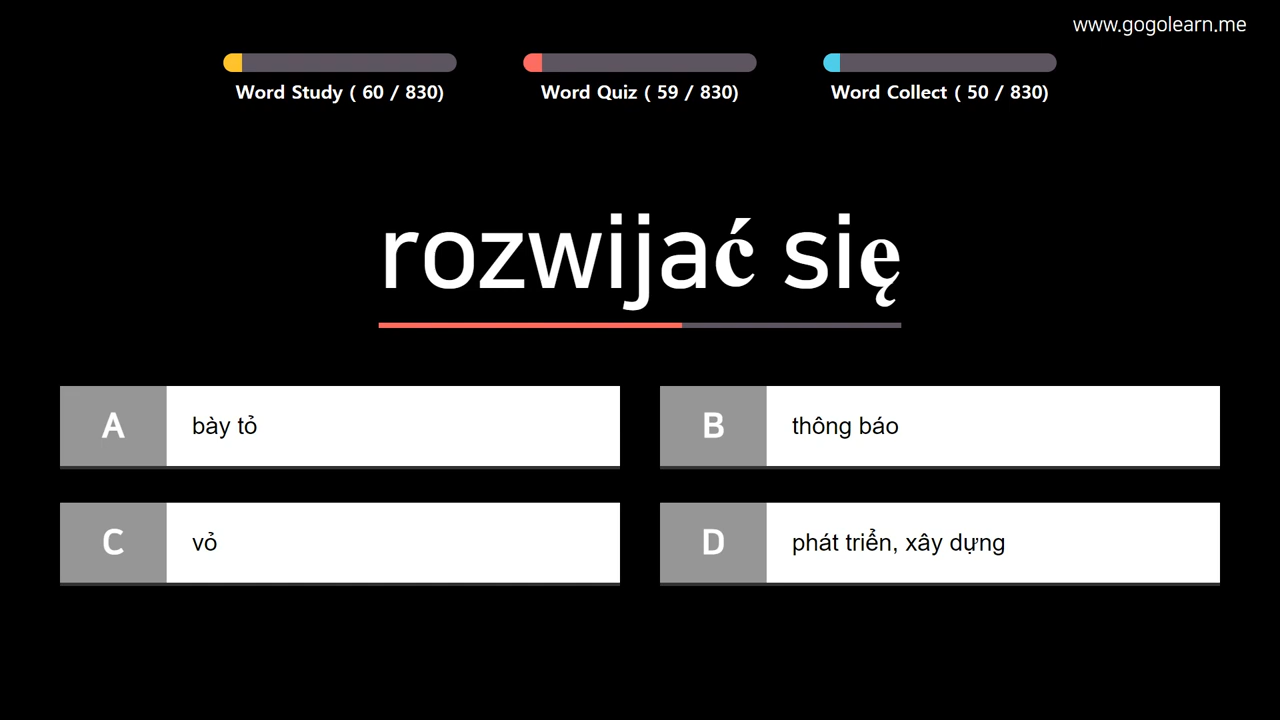 www.gogolearn.me
Word Study ( 60 / 830)
Word Quiz ( 59 / 830)
Word Collect ( 50 / 830)
rozwijać się
A
bày tỏ
B
thông báo
C
vỏ
D
phát triển, xây dựng